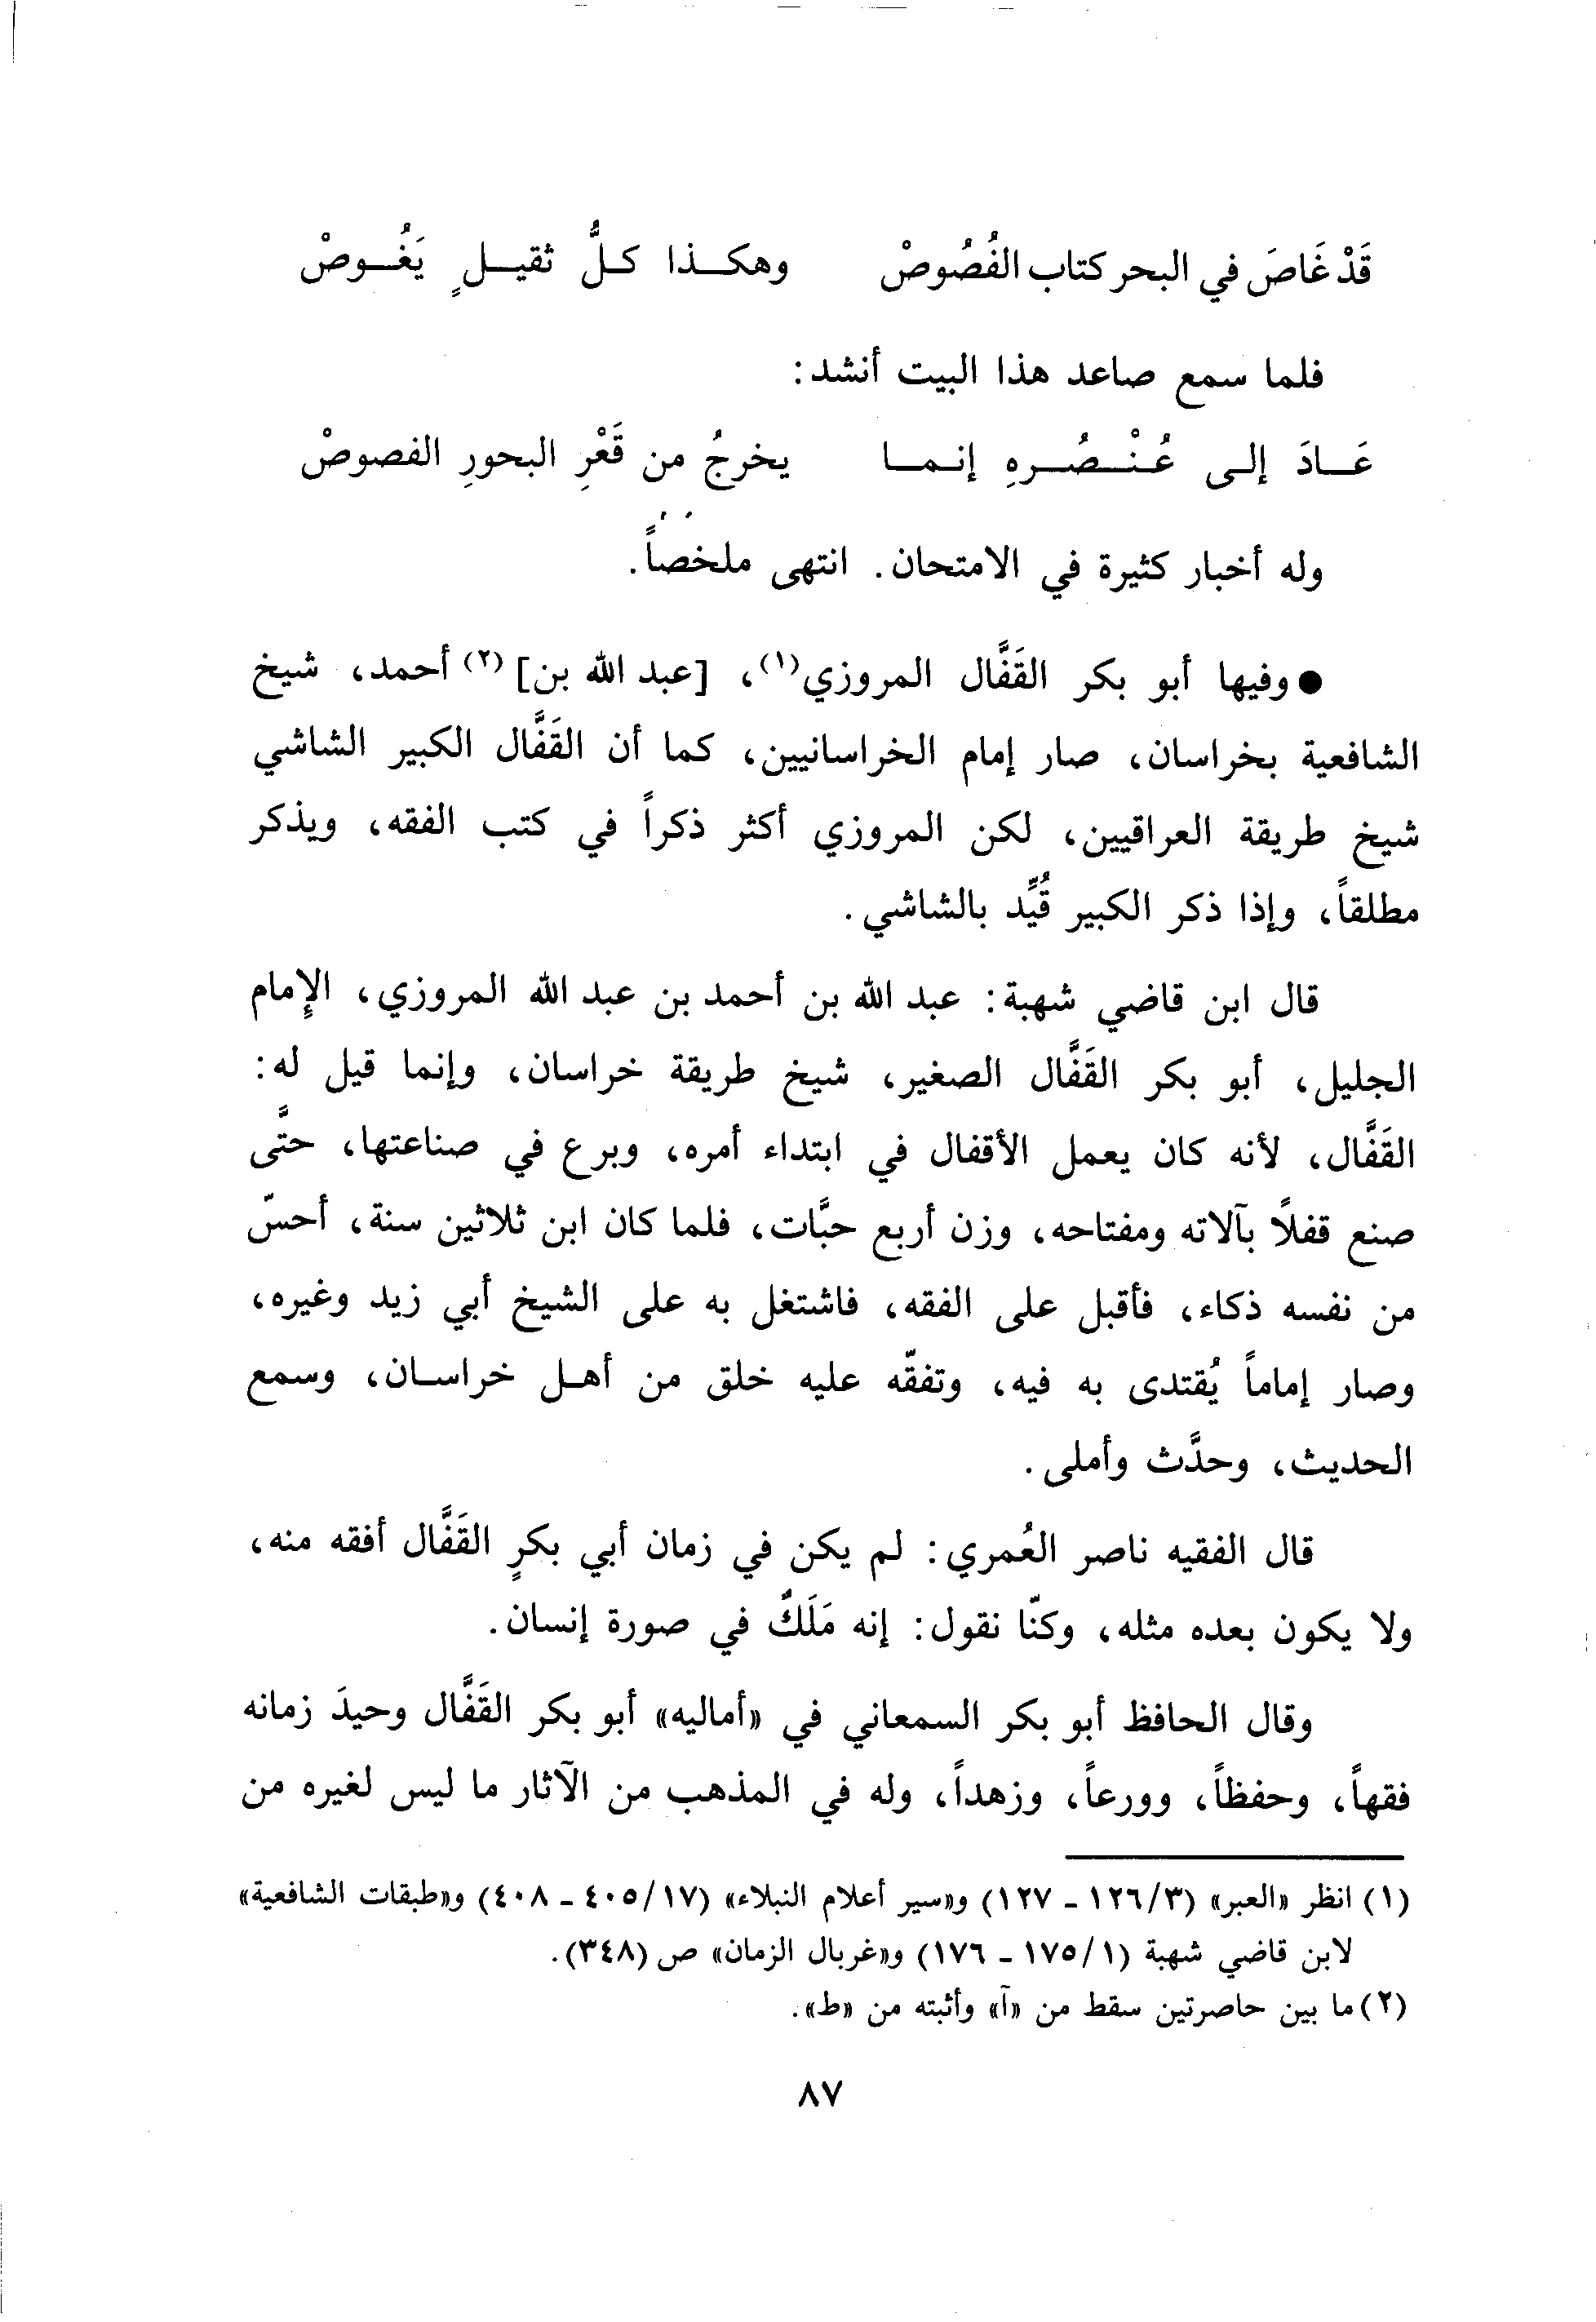 قَدْ غَاصَ في البحر كتاب الفُصُوصْ وهكـــذا كـلُّ ثقيـــلٍ يَغُـــوصْ
فلما سمع صاعد هذا البيت أنشد:
عَـــادَ إلـى عُـنْـصُـــرِهِ إنـــمـــا يخرجُ من قَعْرِ البحورِ الفصوصْ
وله أخبار كثيرة في الامتحان. انتهى ملخصاً.
● وفيها أبو بكر القَفَّال المروزي(١)، [عبد الله بن](٢) أحمد، شيخ
الشافعية بخراسان، صار إمام الخراسانيين، كما أن القَفَّال الكبير الشاشي
شيخ طريقة العراقيين، لكن المروزي أكثر ذكراً في كتب الفقه، ويذكر
مطلقاً، وإذا ذكر الكبير قُيِّد بالشاشي.
قال ابن قاضي شهبة: عبد الله بن أحمد بن عبد الله المروزي، الإمام
الجليل، أبو بكر القَفَّال الصغير، شيخ طريقة خراسان، وإنما قيل له:
القَفَّال، لأنه كان يعمل الأقفال في ابتداء أمره، وبرع في صناعتها، حتَّى
صنع قفلاً بآلاته ومفتاحه، وزن أربع حبَّات، فلما كان ابن ثلاثين سنة، أحسّ
من نفسه ذكاء، فأقبل على الفقه، فاشتغل به على الشيخ أبي زيد وغيره،
وصار إماماً يُقتدى به فيه، وتفقّه عليه خلق من أهـل خراسـان، وسمع
الحديث، وحدَّث وأملى.
قال الفقيه ناصر العُمري: لم يكن في زمان أبي بكرٍ القَفَّال أفقه منه،
ولا يكون بعده مثله، وكنّا نقول: إنه مَلَكٌ في صورة إنسان.
وقال الحافظ أبو بكر السمعاني في «أماليه» أبو بكر القَفَّال وحيدَ زمانه
فقهاً، وحفظاً، وورعاً، وزهداً، وله في المذهب من الآثار ما ليس لغيره من
(١) انظر «العبر» (٣/١٢٦ - ١٢٧) و«سير أعلام النبلاء» (١٧/٤٠٥ - ٤٠٨) و«طبقات الشافعية»
لابن قاضي شهبة (١/١٧٥ - ١٧٦) و«غربال الزمان» ص (٣٤٨).
(٢) ما بين حاصرتين سقط من «آ» وأثبته من «ط».
٨٧